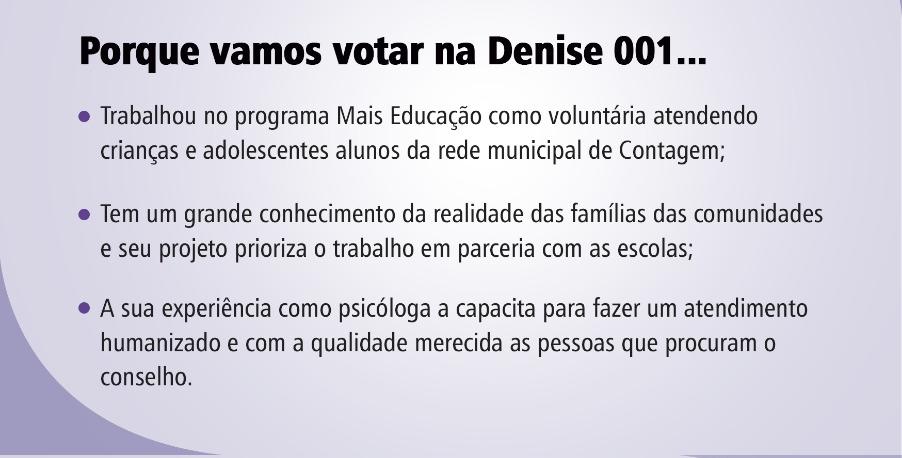 Porque vamos votar na Denise 001...
• Trabalhou no programa Mais Educação como voluntária atendendo
crianças e adolescentes alunos da rede municipal de Contagem;
• Tem um grande conhecimento da realidade das famílias das comunidades
e seu projeto prioriza o trabalho em parceria com as escolas;
• A sua experiência como psicóloga a capacita para fazer um atendimento
humanizado e com a qualidade merecida as pessoas que procuram o
conselho.